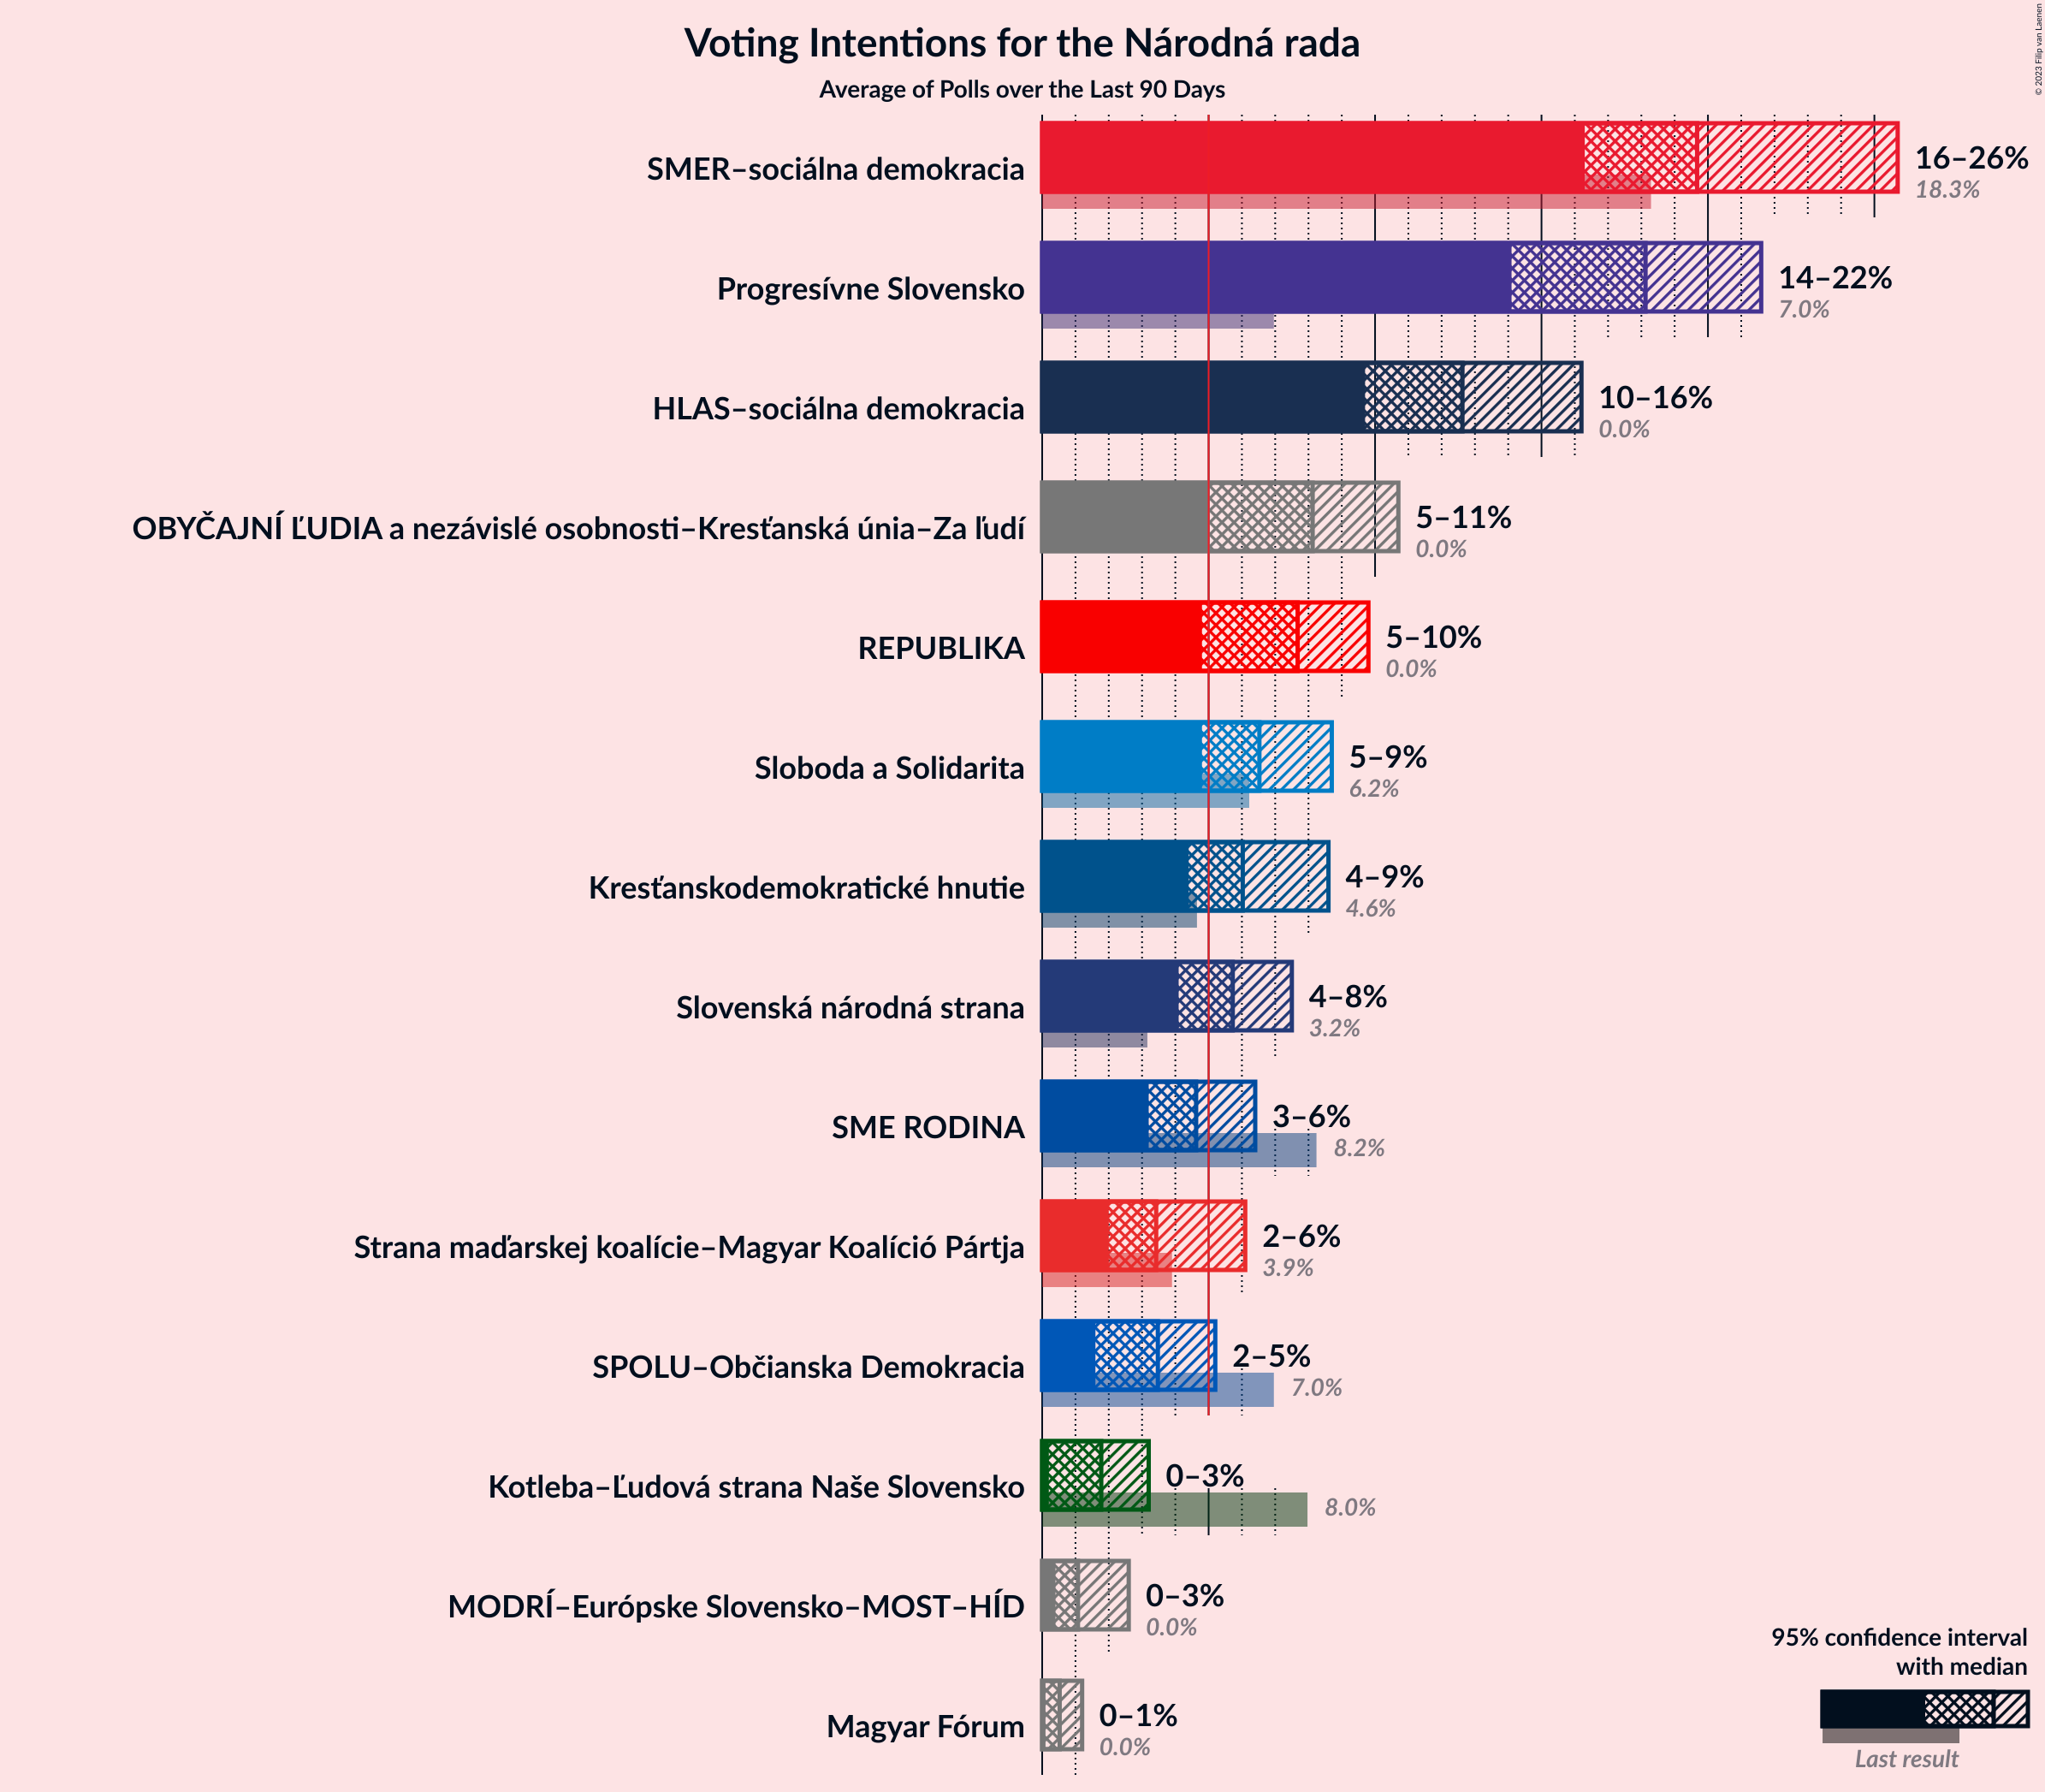 © 2023 Filip van Laenen
Voting Intentions for the Národná rada
Average of Polls over the Last 90 Days
SMER–sociálna demokracia
16–26%
18.3%
Progresívne Slovensko
14–22%
7.0%
HLAS–sociálna demokracia
10–16%
0.0%
OBYČAJNÍ ĽUDIA a nezávislé osobnosti–Kresťanská únia–Za ľudí
5–11%
0.0%
REPUBLIKA
5–10%
0.0%
Sloboda a Solidarita
5–9%
6.2%
Kresťanskodemokratické hnutie
4–9%
4.6%
Slovenská národná strana
4–8%
3.2%
SME RODINA
3–6%
8.2%
Strana maďarskej koalície–Magyar Koalíció Pártja
2–6%
3.9%
SPOLU–Občianska Demokracia
2–5%
7.0%
Kotleba–Ľudová strana Naše Slovensko
0–3%
8.0%
MODRÍ–Európske Slovensko–MOST–HÍD
0–3%
0.0%
Magyar Fórum
0–1%
0.0%
95% confidence interval
with median
Last result